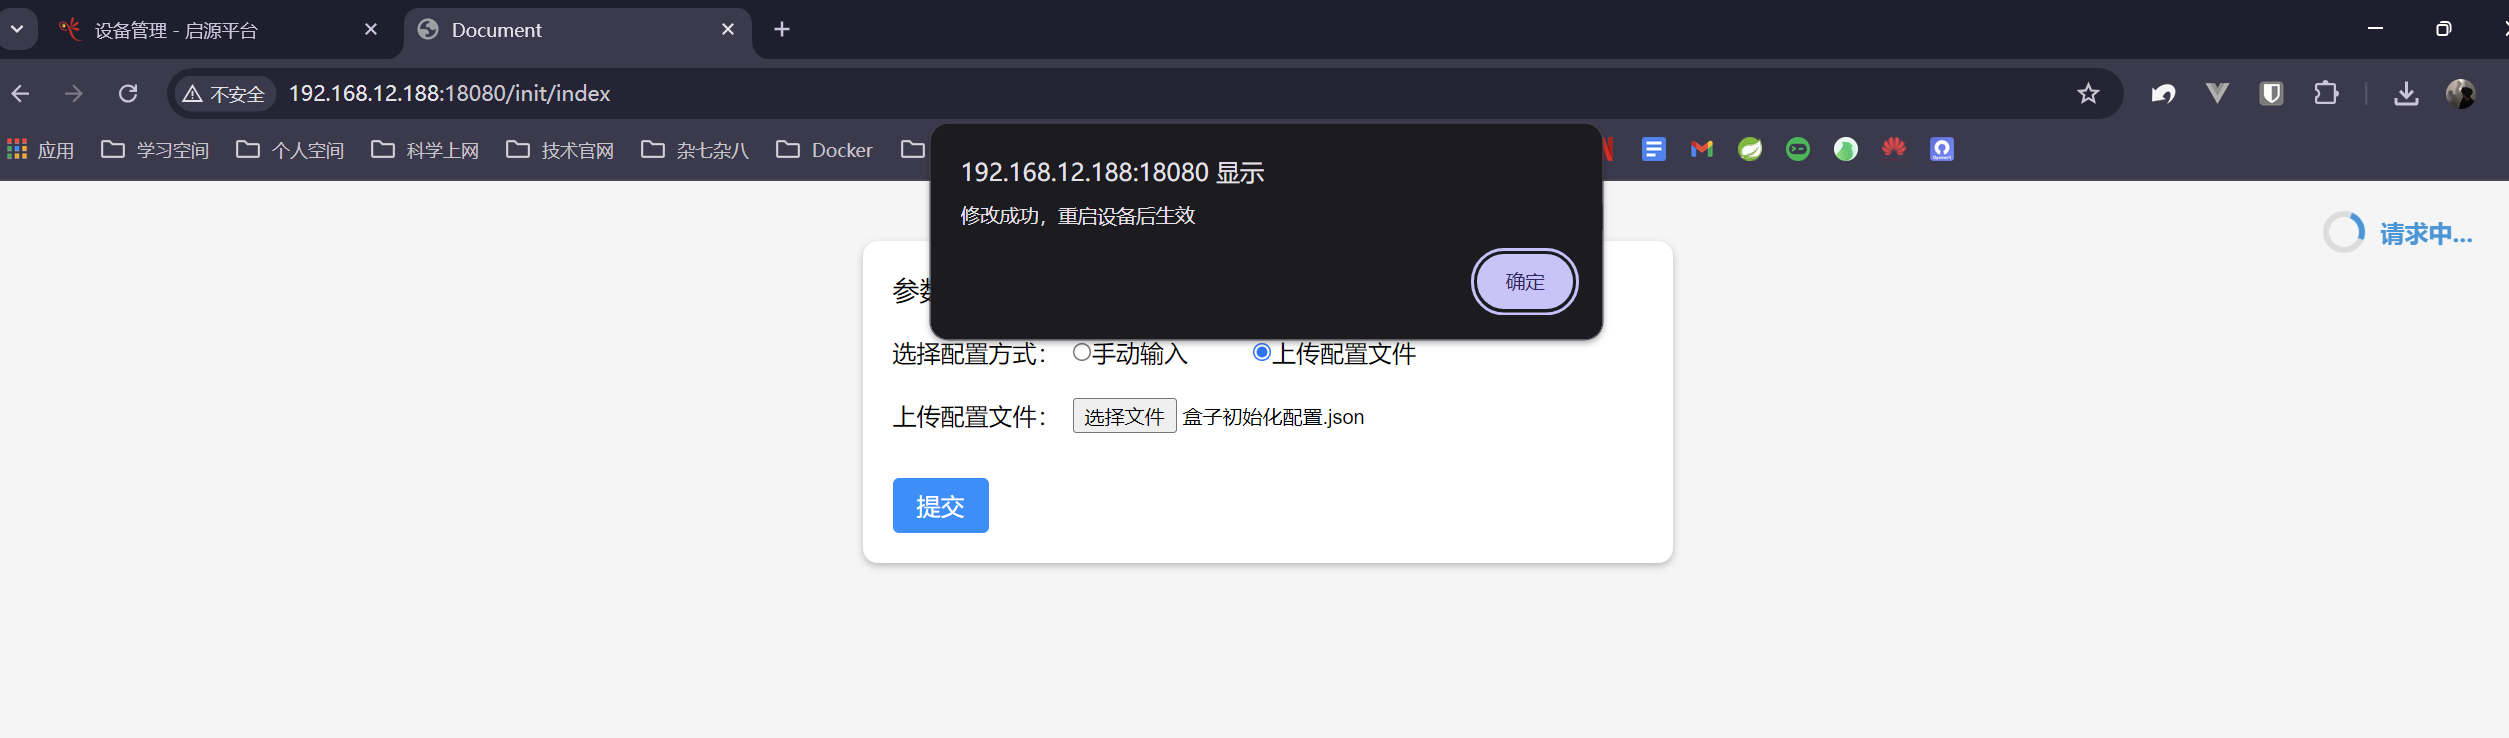 设备管理 - 启源平台
Document
不安全
192.168.12.188:18080/init/index
应用
学习空间
个人空间
科学上网
技术官网
杂七杂八
Docker
192.168.12.188:18080 显示
修改成功，重启设备后生效
确定
请求中...
参数
选择配置方式：
手动输入
上传配置文件
上传配置文件：
选择文件
盒子初始化配置.json
提交